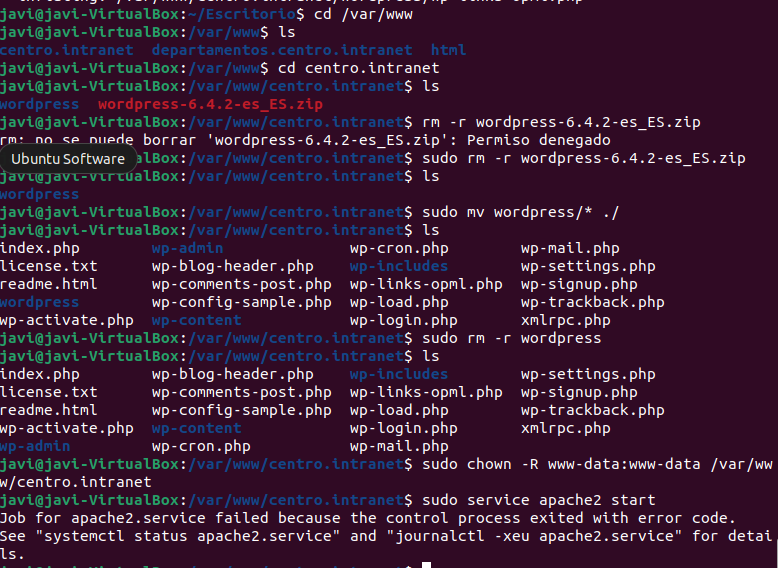 javi@javi-VirtualBox:~/Escritorio$ cd /var/www
javi@javi-VirtualBox:/var/www$ ls
centro.intranet  departamentos.centro.intranet  html
javi@javi-VirtualBox:/var/www$ cd centro.intranet
javi@javi-VirtualBox:/var/www/centro.intranet$ ls
wordpress  wordpress-6.4.2-es_ES.zip
javi@javi-VirtualBox:/var/www/centro.intranet$ rm -r wordpress-6.4.2-es_ES.zip
rm: no se puede borrar 'wordpress-6.4.2-es_ES.zip': Permiso denegado
Ubuntu Software
alBox:/var/www/centro.intranet$ sudo rm -r wordpress-6.4.2-es_ES.zip
javi@javi-VirtualBox:/var/www/centro.intranet$ ls
wordpress
javi@javi-VirtualBox:/var/www/centro.intranet$ sudo mv wordpress/* ./
javi@javi-VirtualBox:/var/www/centro.intranet$ ls
index.php        wp-admin              wp-cron.php        wp-mail.php
license.txt      wp-blog-header.php    wp-includes        wp-settings.php
readme.html      wp-comments-post.php  wp-links-opml.php  wp-signup.php
wordpress        wp-config-sample.php  wp-load.php        wp-trackback.php
wp-activate.php  wp-content            wp-login.php       xmlrpc.php
javi@javi-VirtualBox:/var/www/centro.intranet$ sudo rm -r wordpress
javi@javi-VirtualBox:/var/www/centro.intranet$ ls
index.php        wp-blog-header.php    wp-includes        wp-settings.php
license.txt      wp-comments-post.php  wp-links-opml.php  wp-signup.php
readme.html      wp-config-sample.php  wp-load.php        wp-trackback.php
wp-activate.php  wp-content            wp-login.php       xmlrpc.php
wp-admin         wp-cron.php           wp-mail.php
javi@javi-VirtualBox:/var/www/centro.intranet$ sudo chown -R www-data:www-data /var/ww
w/centro.intranet
javi@javi-VirtualBox:/var/www/centro.intranet$ sudo service apache2 start
Job for apache2.service failed because the control process exited with error code.
See "systemctl status apache2.service" and "journalctl -xeu apache2.service" for detai
ls.
javi@javi-VirtualBox:/var/www/centro.intranet$